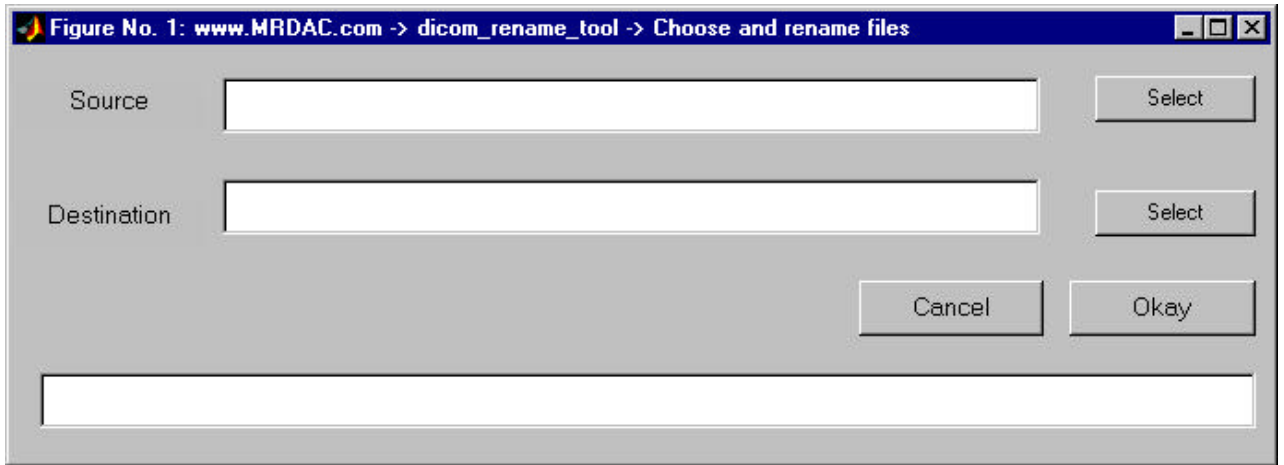 Figure No. 1: www.MRDAC.com -> dicom_rename_tool -> Choose and rename files
Source
Select
Destination
Select
Cancel
Okay